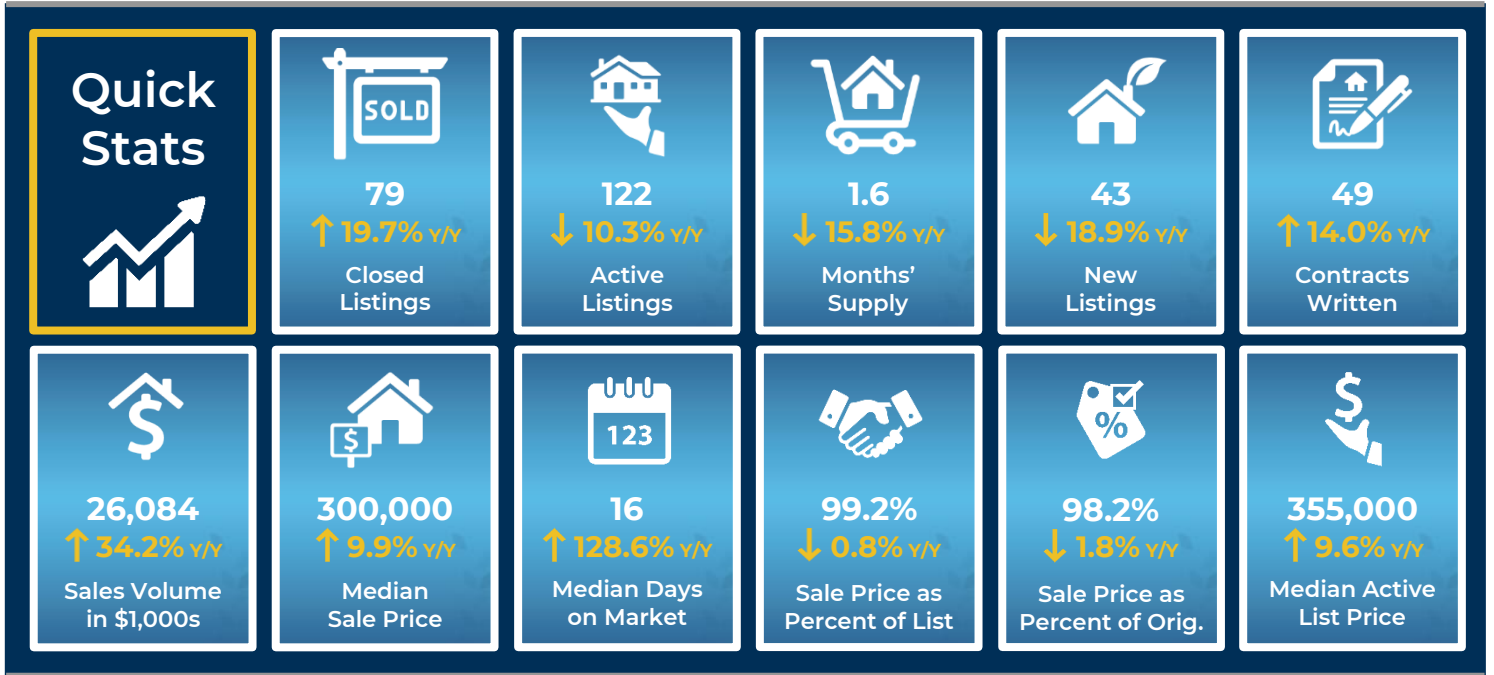 Quick
Stats
SOLD
79
↑ 19.7% Y/Y
Closed
Listings
122
↓ 10.3% Y/Y
Active
Listings
1.6
↓ 15.8% Y/Y
Months’
Supply
43
↓ 18.9% Y/Y
New
Listings
49
↑ 14.0% Y/Y
Contracts
Written
$
26,084
↑ 34.2% Y/Y
Sales Volume
in $1,000s
$
300,000
↑ 9.9% Y/Y
Median
Sale Price
123
16
↑ 128.6% Y/Y
Median Days
on Market
99.2%
↓ 0.8% Y/Y
Sale Price as
Percent of List
%
98.2%
↓ 1.8% Y/Y
Sale Price as
Percent of Orig.
$
355,000
↑ 9.6% Y/Y
Median Active
List Price